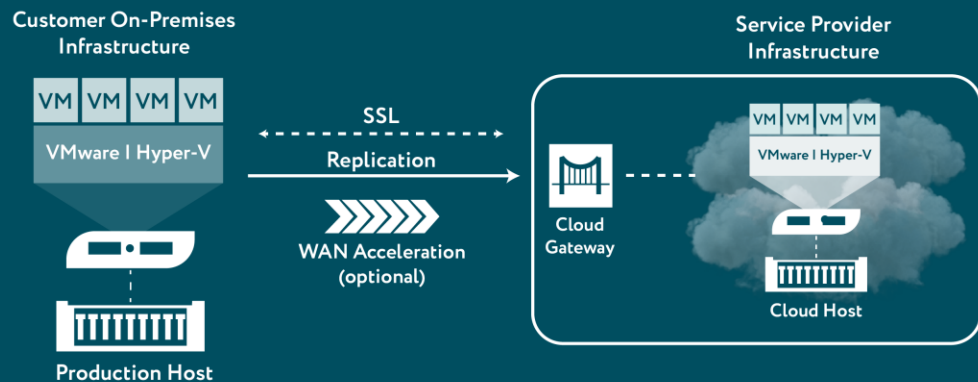 Customer On-Premises
Infrastructure
VM VM VM VM
VMware | Hyper-V
Production Host
SSL
Replication
WAN Acceleration
(optional)
Service Provider
Infrastructure
Cloud
Gateway
VM VM VM VM
VMware | Hyper-V
Cloud Host